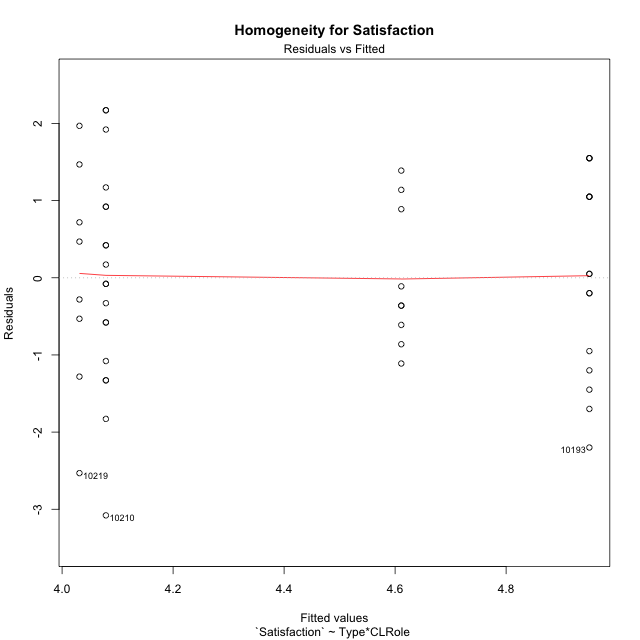 Homogeneity for Satisfaction
Residuals vs Fitted
2
1
0
-1
-2
-3
Residuals
10219
10210
10193
4.0 4.2 4.4 4.6 4.8
Fitted values
`Satisfaction` ~ Type*CLRole